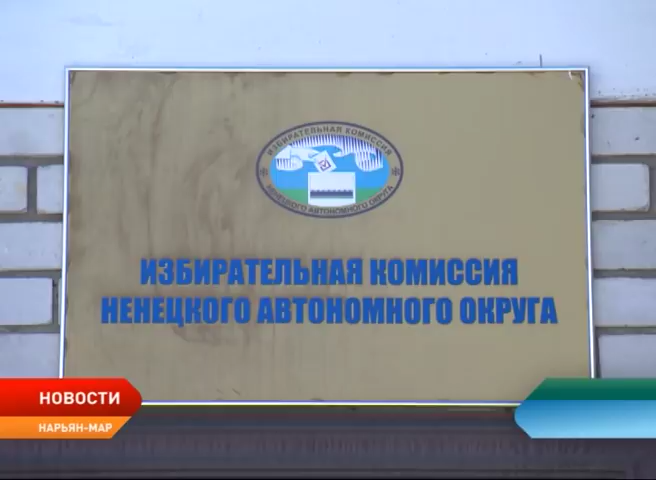 ИЗБИРАТЕЛЬНАЯ КОМИССИЯ
НЕНЕЦКОГО АВТОНОМНОГО ОКРУГА
ИЗБИРАТЕЛЬНАЯ КОМИССИЯ
НЕНЕЦКОГО АВТОНОМНОГО ОКРУГА
НОВОСТИ
НАРЬЯН-МАР